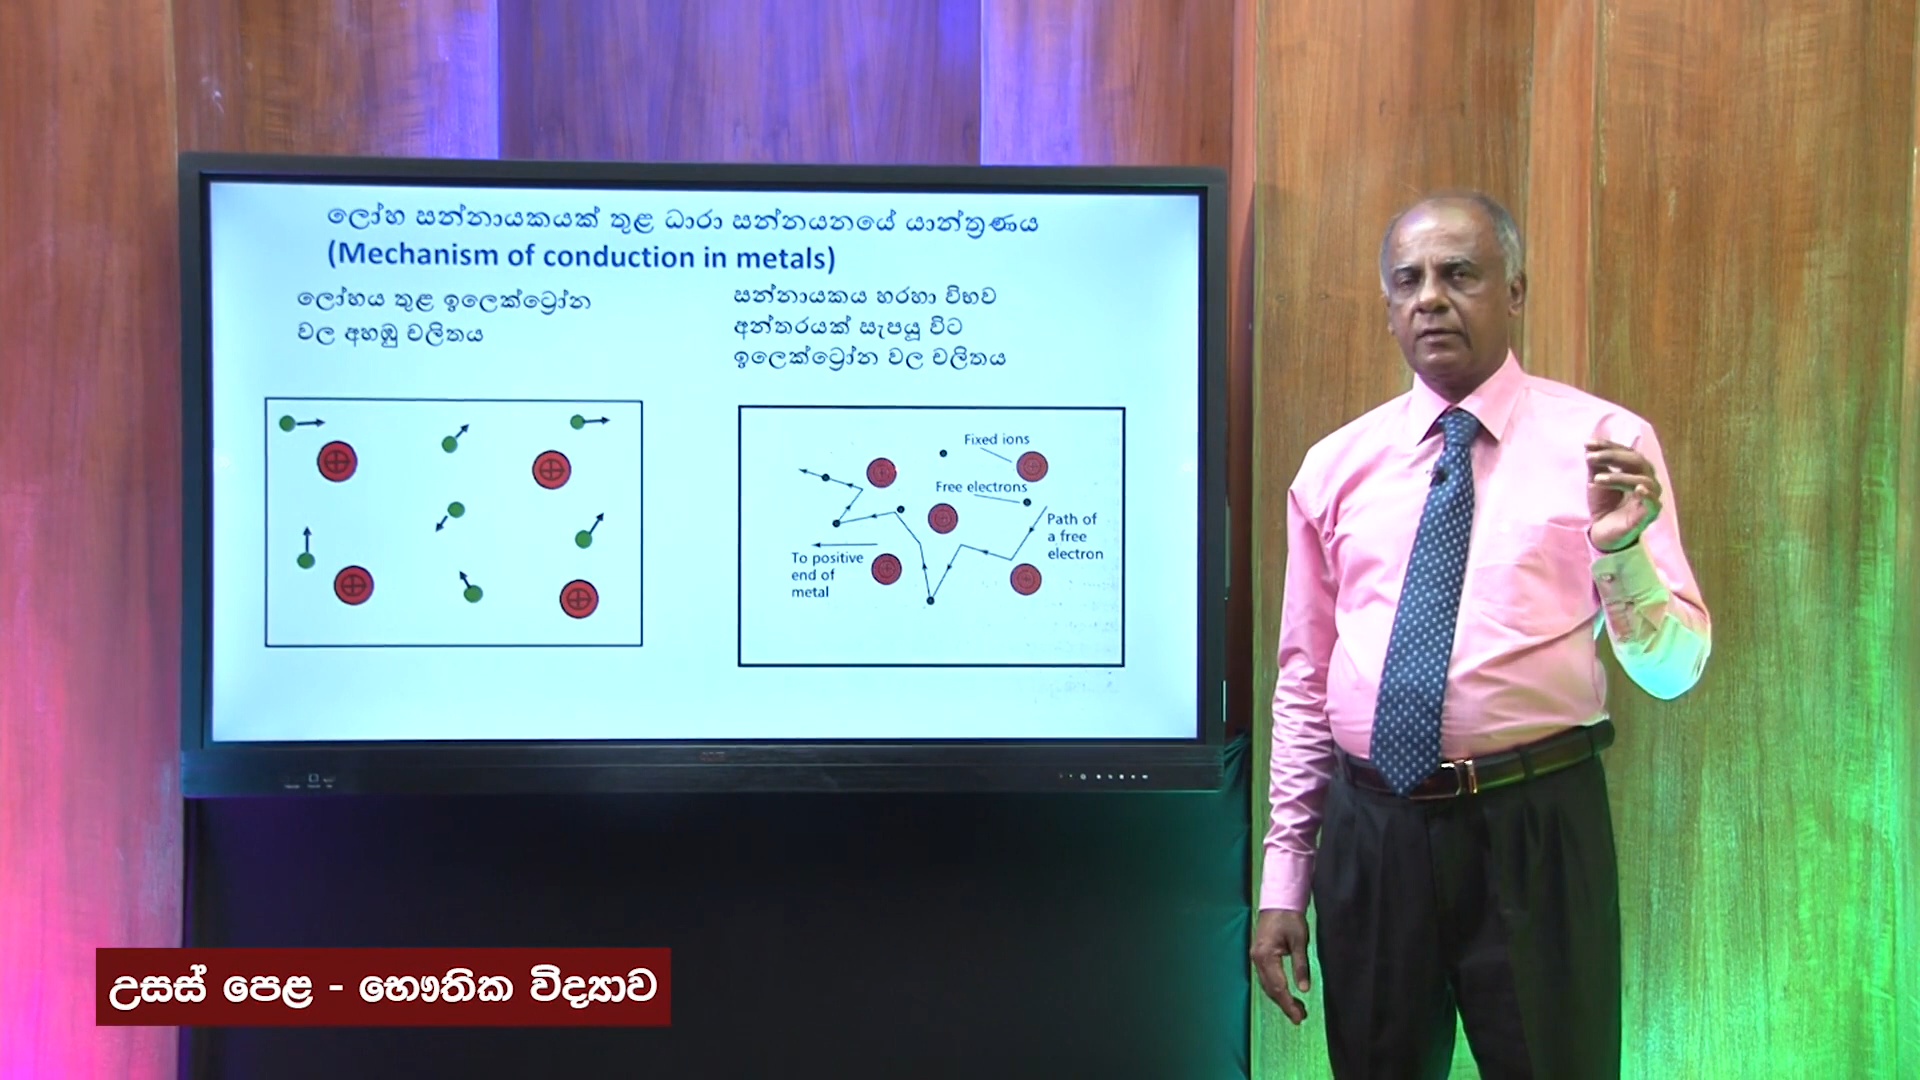 ලෝහ සන්නායකයක් තුළ ධාරා සන්නයනයේ යාන්ත්‍රණය
(Mechanism of conduction in metals)
ලෝහය තුළ ඉලෙක්ට්‍රෝන
වල අහඹු චලිතය
සන්නායකය හරහා විභව
අන්තරයක් සැපයූ විට
ඉලෙක්ට්‍රෝන වල චලිතය
Fixed ions
Free electrons
Path of
a free
electron
To positive
end of
metal
උසස් පෙළ - භෞතික විද්‍යාව